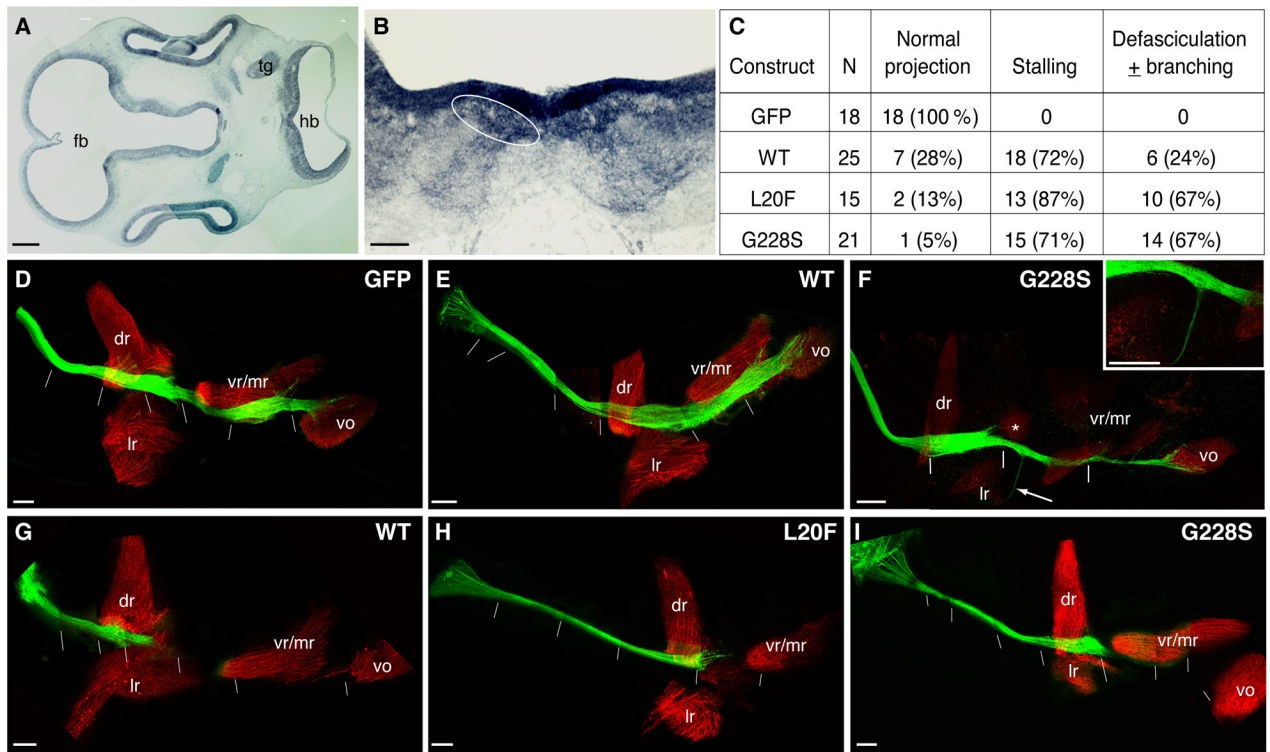 A
tg
fb
hb
B
C
Construct N Normal projection Stalling Defasciculation + branching
GFP 18 18 (100 %) 0 0
WT 25 7 (28%) 18 (72%) 6 (24%)
L20F 15 2 (13%) 13 (87%) 10 (67%)
G228S 21 1 (5%) 15 (71%) 14 (67%)
D GFP
dr
vr/mr
vo
lr
E WT
vo
vr/mr
dr
lr
F G228S
dr
vr/mr
*
vo
lr
G WT
dr
vr/mr
vo
lr
H L20F
dr
vr/mr
lr
I G228S
dr
vr/mr
lr
vo